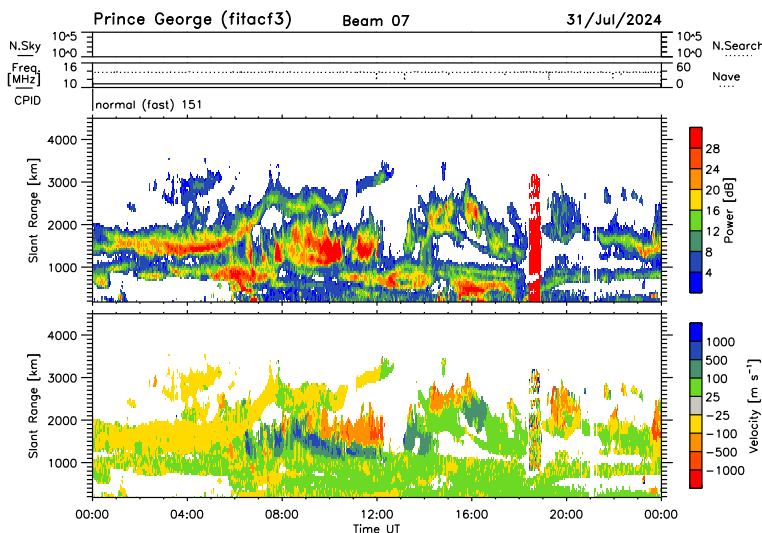 Prince George (fitacf3) Beam 07 31/Jul/2024
N.Sky 10^5 10^0 10^5 10^0 N.Search
Freq. [MHz] 16 10 60 0 Nave
CPID normal (fast) 151
Slant Range [km]
4000
3000
2000
1000
28
24
20
16
12
8
4
Power [dB]
Slant Range [km]
4000
3000
2000
1000
1000
500
100
25
−25
−100
−500
−1000
Velocity [m s⁻¹]
00:00 04:00 08:00 12:00 16:00 20:00 00:00
Time UT